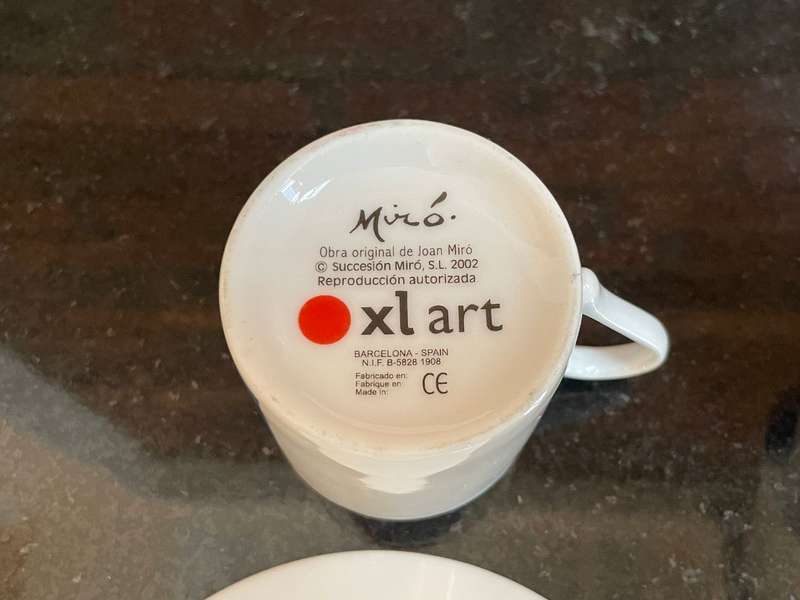 Miró.
Obra original de Joan Miró
© Succesión Miró, S.L. 2002
Reproducción autorizada
xl art
BARCELONA - SPAIN
N.I.F. B-5828 1908
Fabricado en:
Fabrique en
Made in:
CE